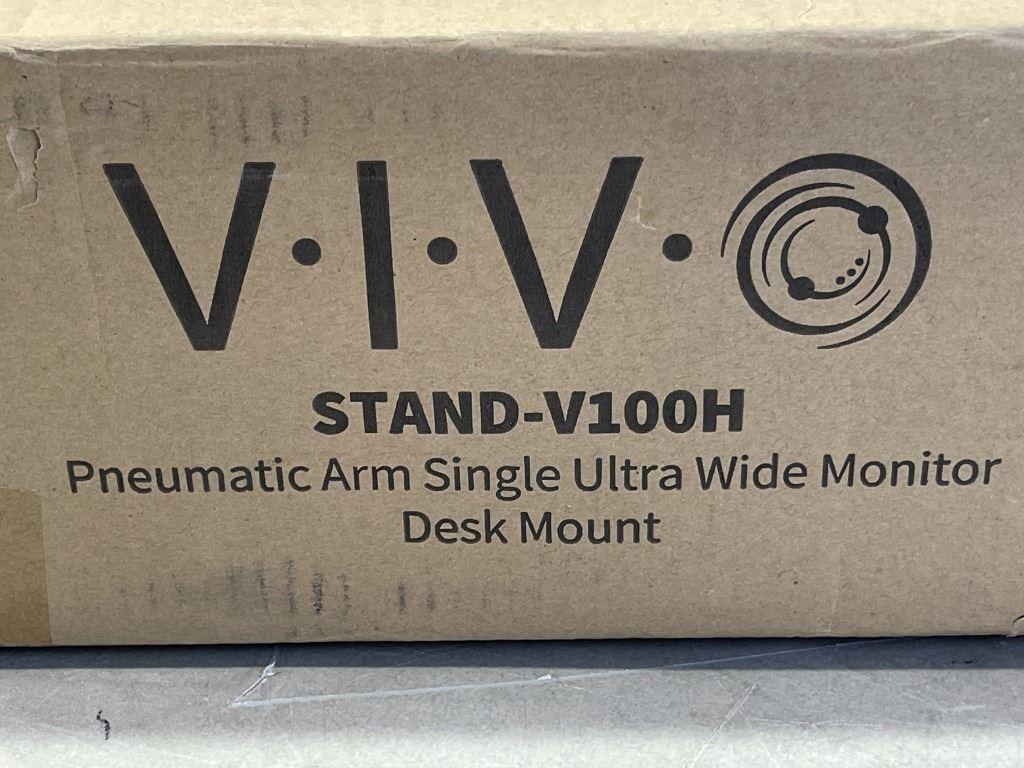 V·I·V·O
STAND-V100H
Pneumatic Arm Single Ultra Wide Monitor
Desk Mount